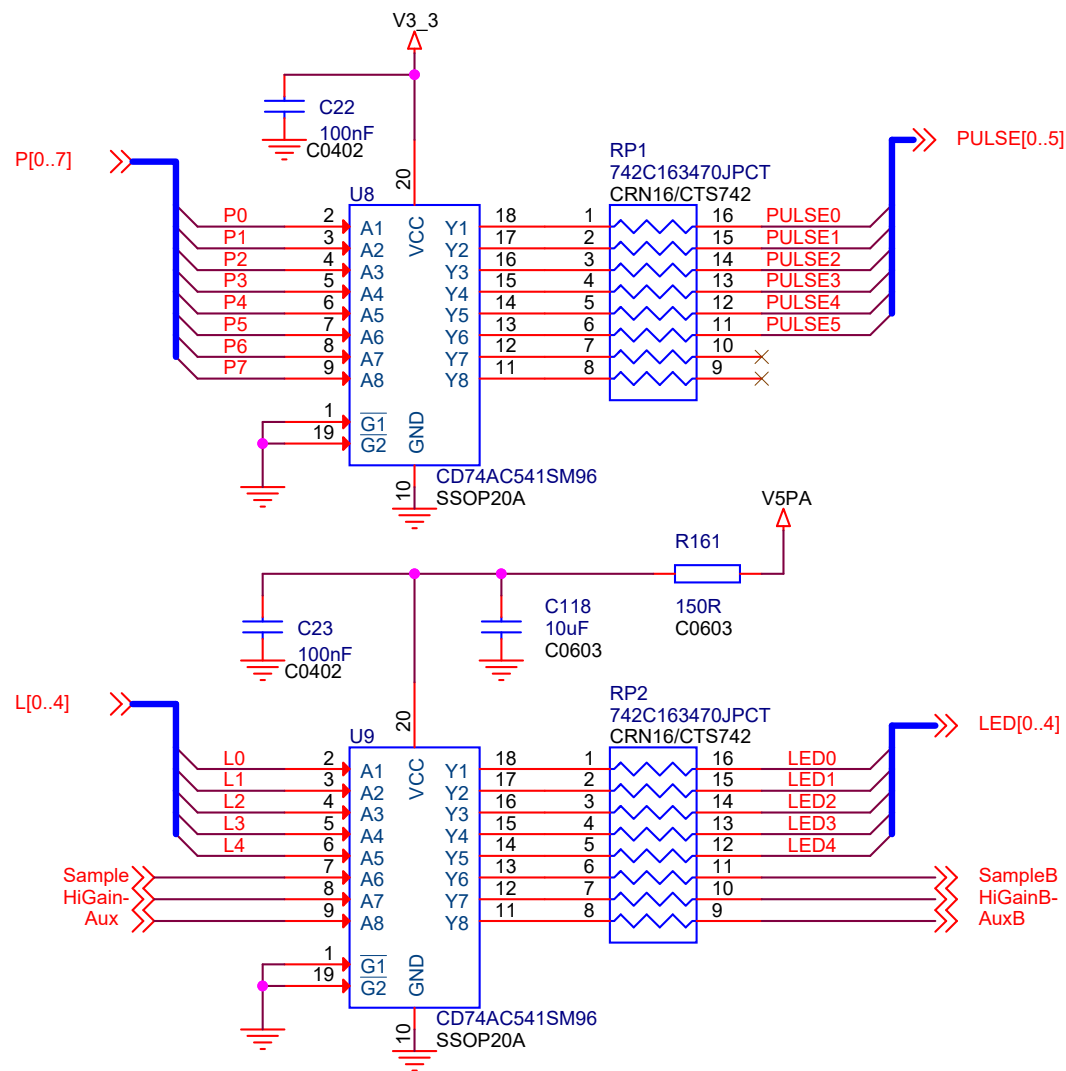 V3_3
C22
100nF
C0402
P[0..7]
PULSE[0..5]
RP1
742C163470JPCT
CRN16/CTS742
U8
20
VCC
P0 2 A1 Y1 18 1 16 PULSE0
P1 3 A2 Y2 17 2 15 PULSE1
P2 4 A3 Y3 16 3 14 PULSE2
P3 5 A4 Y4 15 4 13 PULSE3
P4 6 A5 Y5 14 5 12 PULSE4
P5 7 A6 Y6 13 6 11 PULSE5
P6 8 A7 Y7 12 7 10
P7 9 A8 Y8 11 8 9
1 G1
19 G2
GND
10
CD74AC541SM96
SSOP20A
V5PA
R161
150R
C0603
C118
10uF
C0603
C23
100nF
C0402
L[0..4]
LED[0..4]
RP2
742C163470JPCT
CRN16/CTS742
U9
20
VCC
L0 2 A1 Y1 18 1 16 LED0
L1 3 A2 Y2 17 2 15 LED1
L2 4 A3 Y3 16 3 14 LED2
L3 5 A4 Y4 15 4 13 LED3
L4 6 A5 Y5 14 5 12 LED4
Sample 7 A6 Y6 13 6 11 SampleB
HiGain- 8 A7 Y7 12 7 10 HiGainB-
Aux 9 A8 Y8 11 8 9 AuxB
1 G1
19 G2
GND
10
CD74AC541SM96
SSOP20A